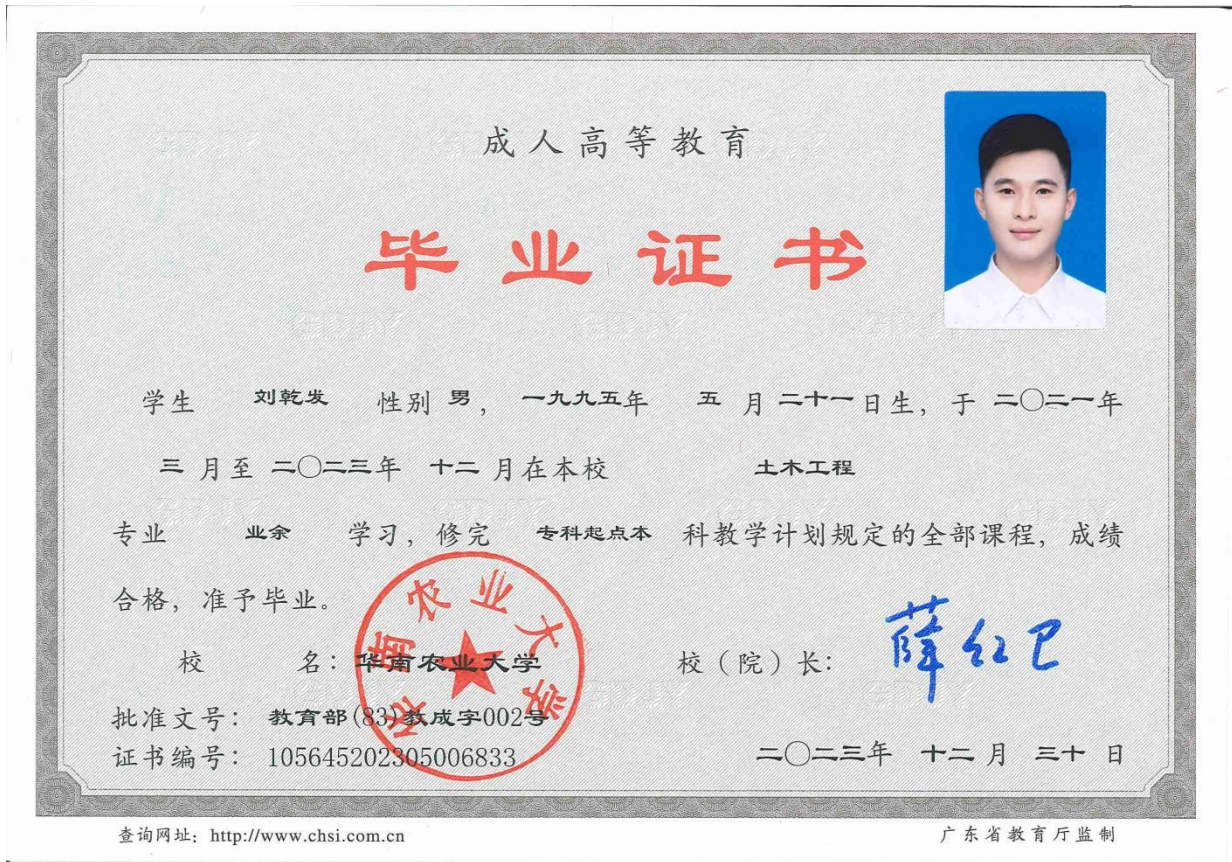 成人高等教育
毕业证书
学生 刘乾发 性别 男，一九九五年 五 月 二十一 日生，于 二〇二一年
三 月至 二〇二三年 十二 月在本校 土木工程
专业 业余 学习，修完 专科起点本 科教学计划规定的全部课程，成绩
合格，准予毕业。
华南农业大学
校 名：华南农业大学 校（院）长：薛红卫
批准文号：教育部(83)教成字002号
证书编号：105645202305006833 二〇二三年 十二 月 三十 日
查询网址：http://www.chsi.com.cn 广东省教育厅监制